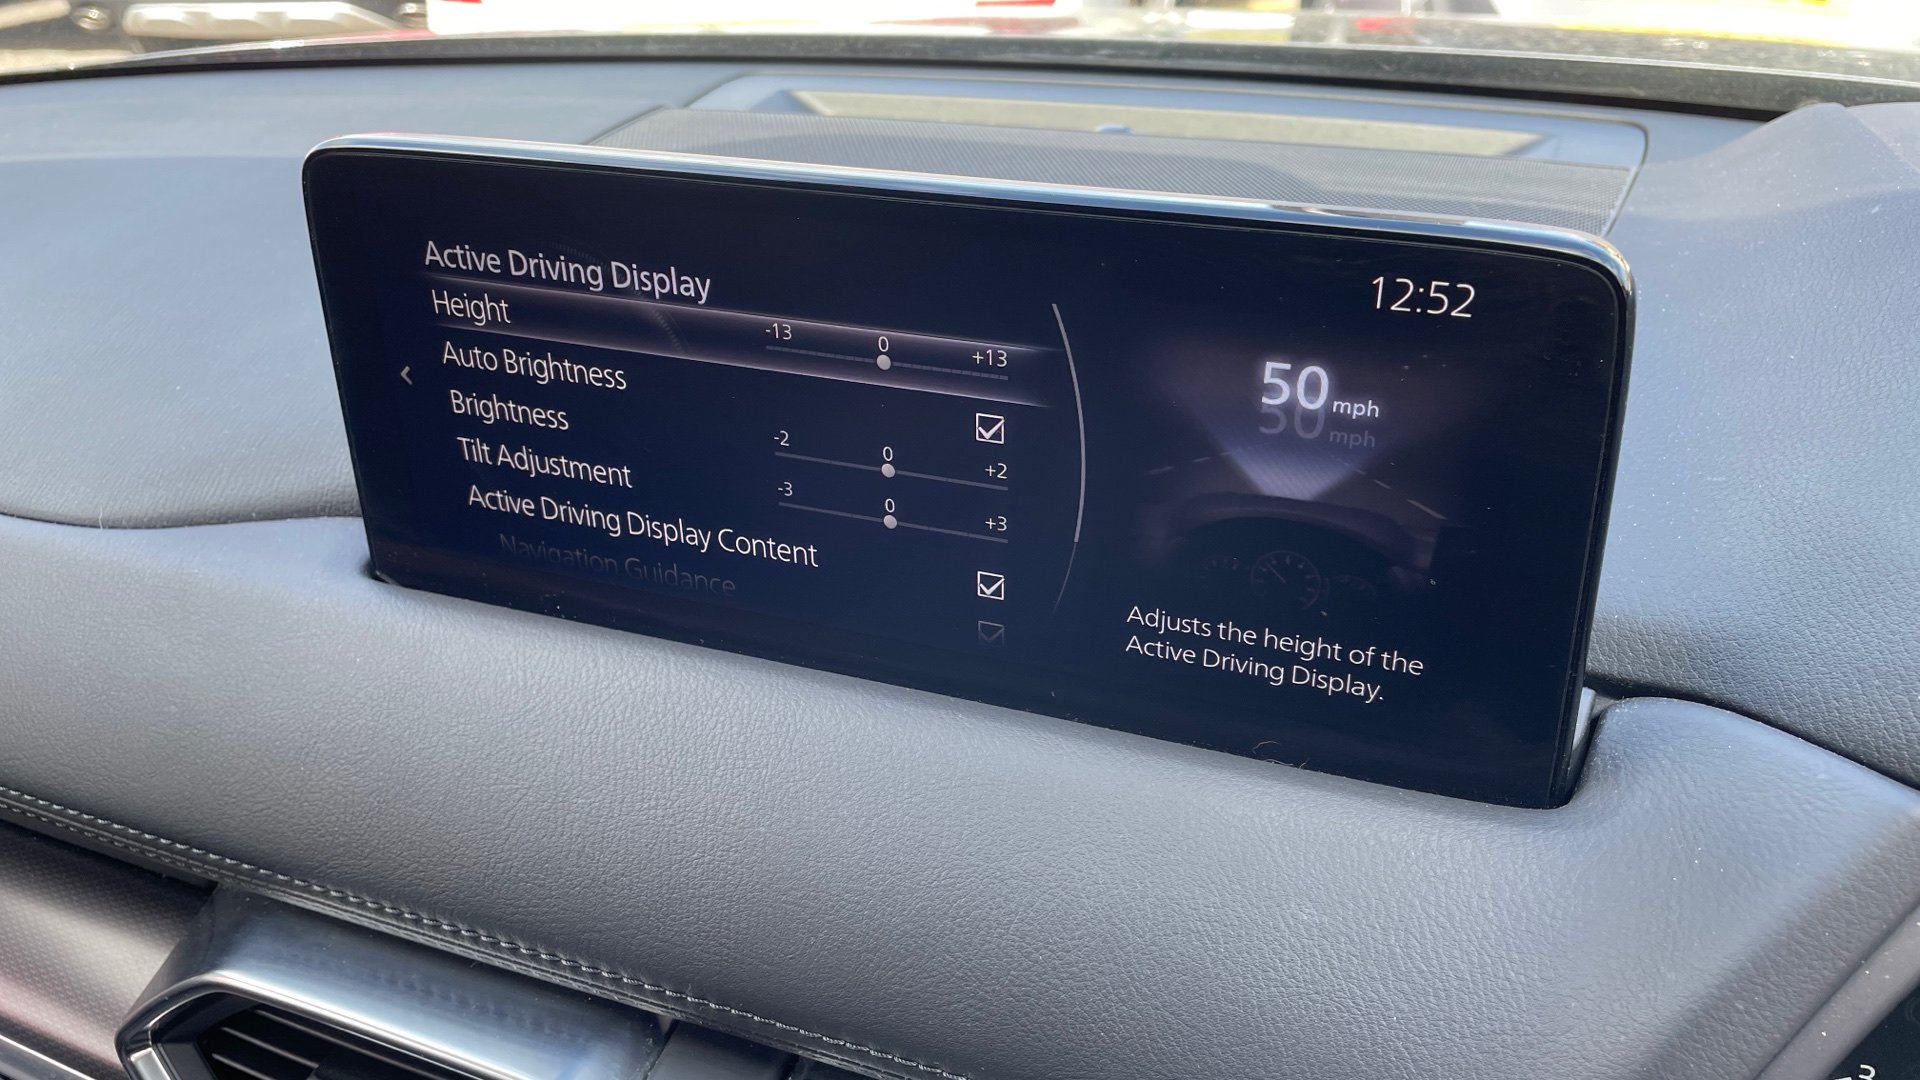 Active Driving Display
12:52
Height
-13 0 +13
Auto Brightness
Brightness
-2 0 +2
Tilt Adjustment
-3 0 +3
Active Driving Display Content
Navigation Guidance
50 mph
50 mph
Adjusts the height of the
Active Driving Display.
3